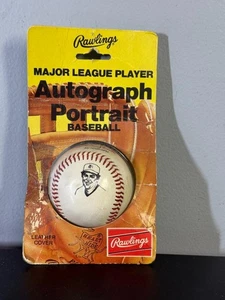 Rawlings
MAJOR LEAGUE PLAYER
Autograph
Portrait
BASEBALL
LEATHER
COVER
Rawlings